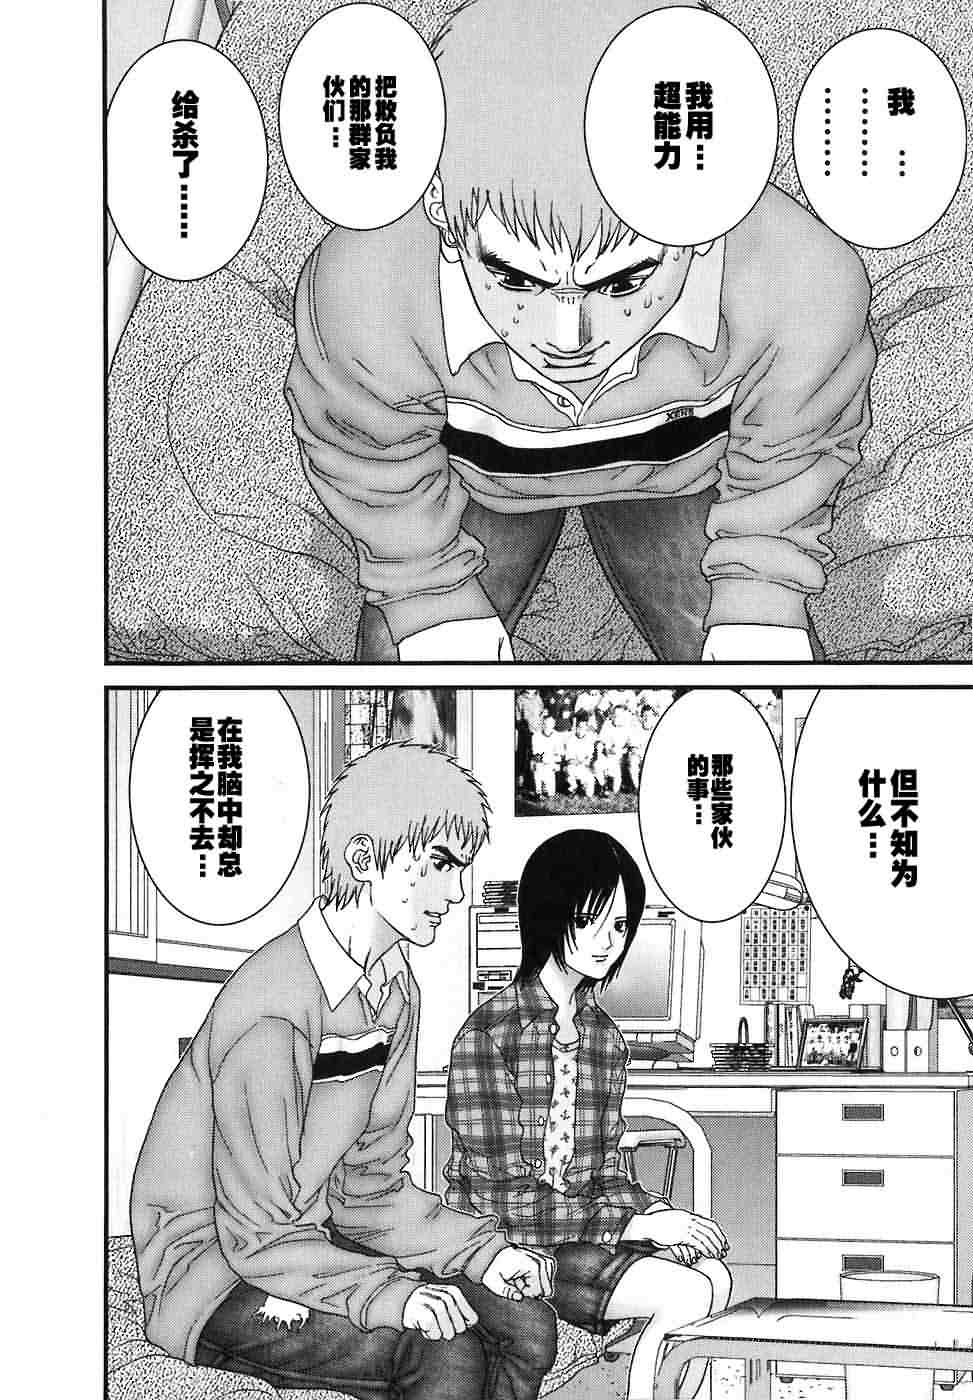 我…
………
………
我用…
超能力
把欺负我
的那群家
伙们…
给杀了……
XENS
但不知为
什么…
那些家伙
的事…
在我脑中却总
是挥之不去…